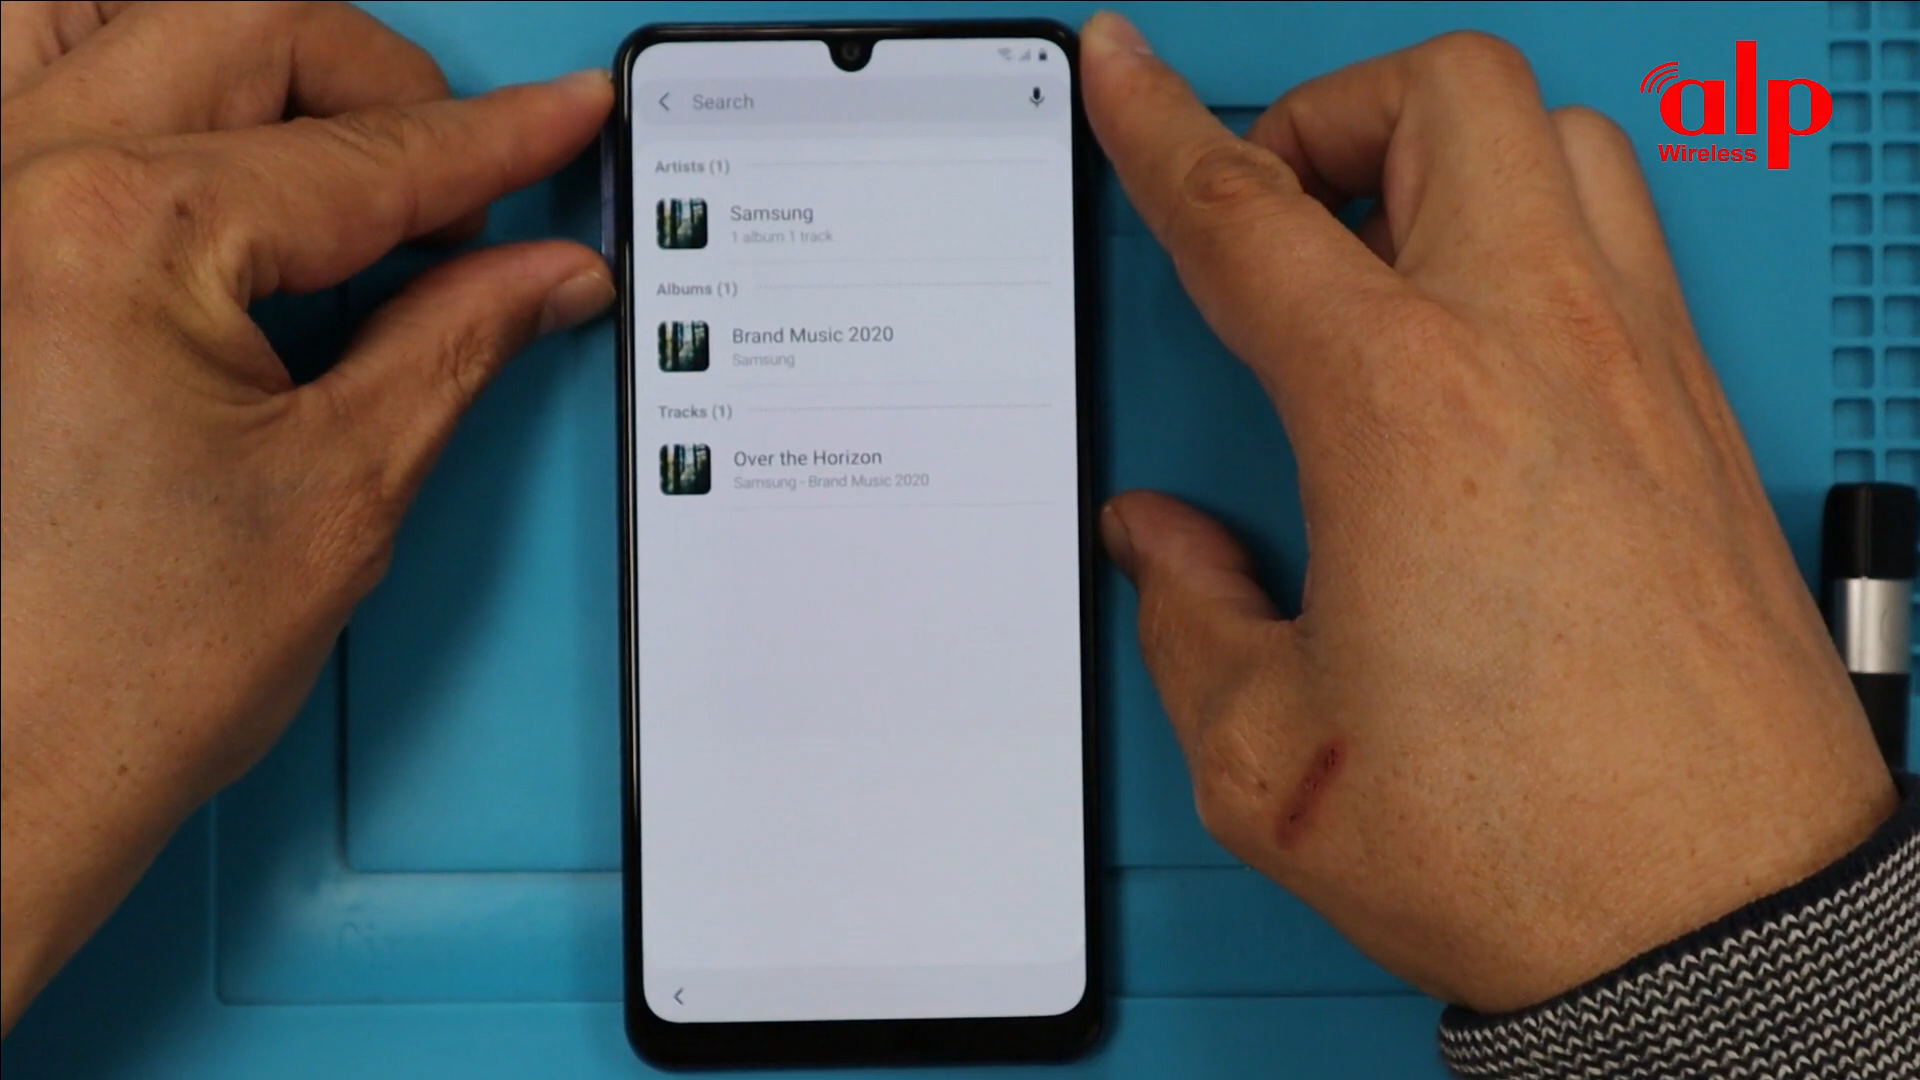 Search
Artists (1)
Samsung
1 album 1 track
Albums (1)
Brand Music 2020
Samsung
Tracks (1)
Over the Horizon
Samsung - Brand Music 2020
alp
Wireless